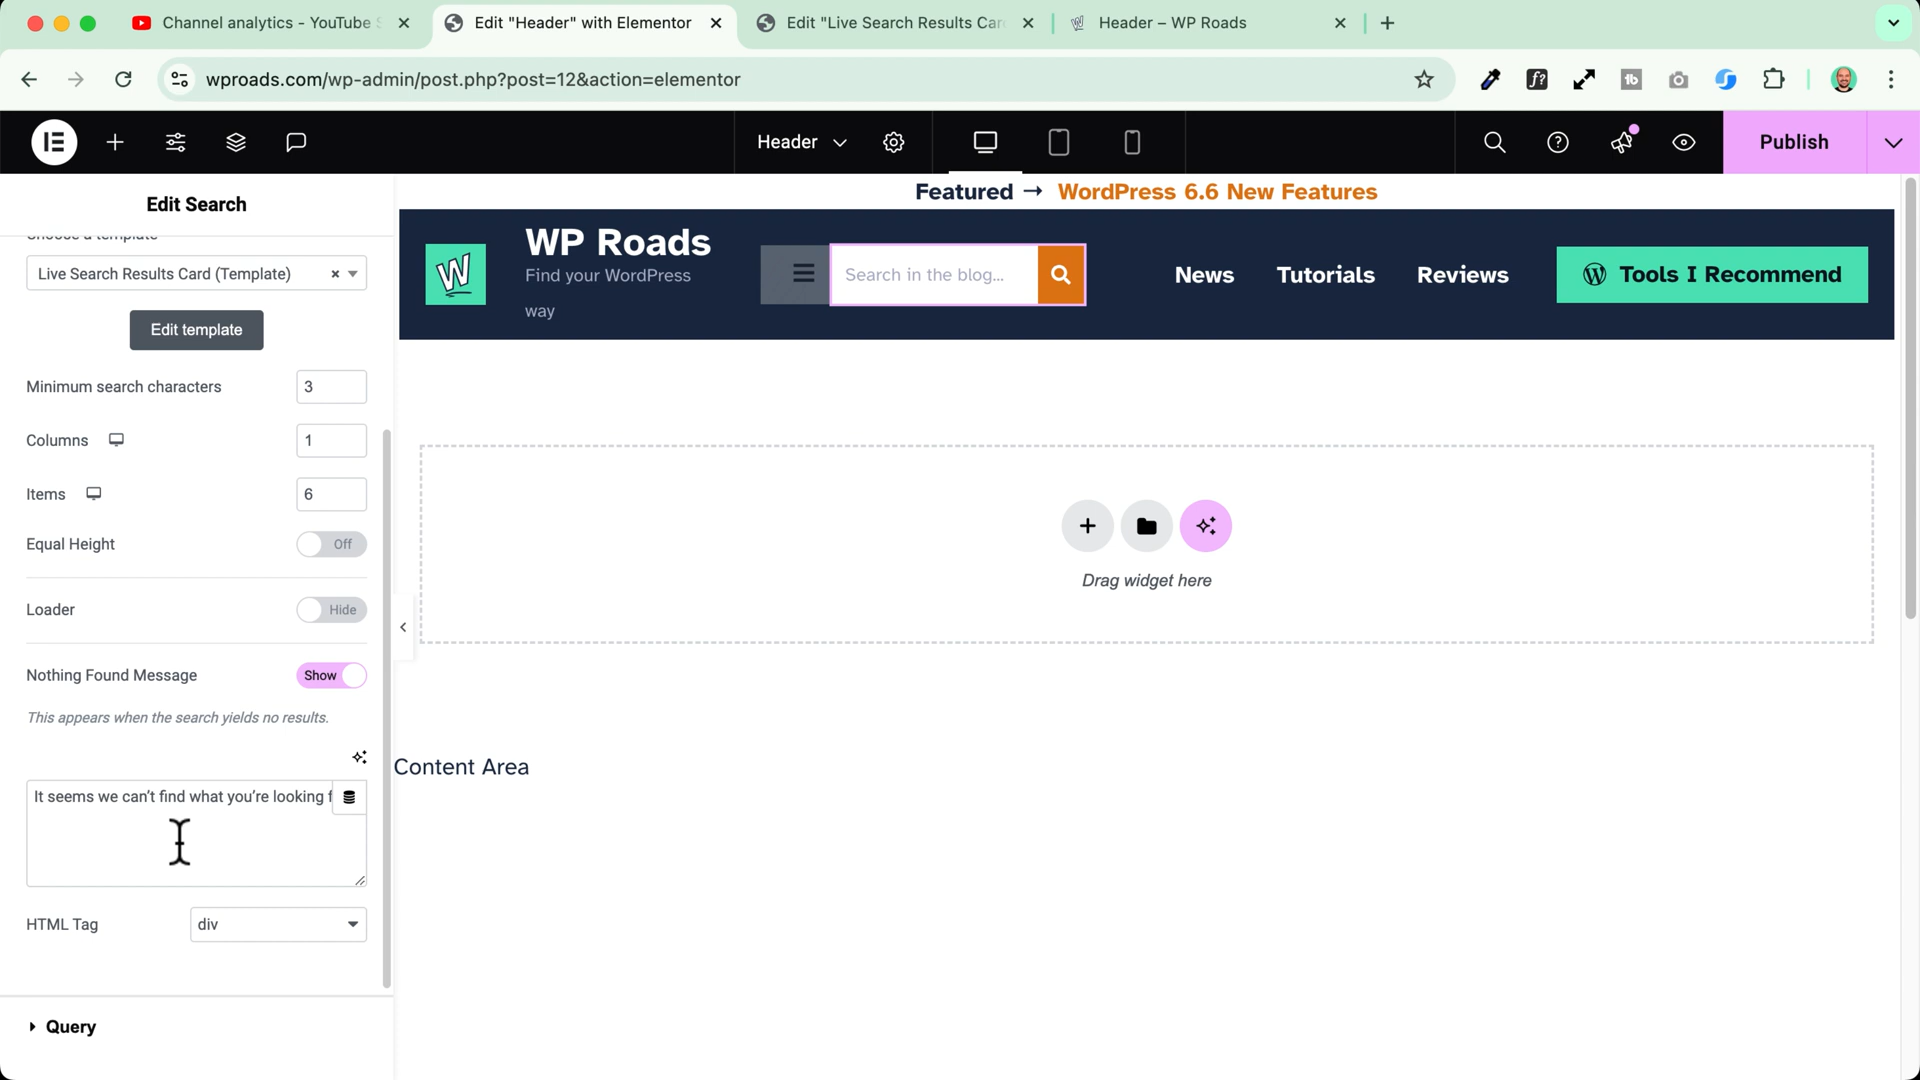 Channel analytics - YouTube S
Edit "Header" with Elementor
Edit "Live Search Results Car
Header – WP Roads
wproads.com/wp-admin/post.php?post=12&action=elementor
Header
Publish
Edit Search
Choose a template
Live Search Results Card (Template)
Edit template
Minimum search characters
3
Columns
1
Items
6
Equal Height
Off
Loader
Hide
Nothing Found Message
Show
This appears when the search yields no results.
It seems we can’t find what you’re looking f
HTML Tag
div
Query
Featured → WordPress 6.6 New Features
WP Roads
Find your WordPress
way
Search in the blog...
News
Tutorials
Reviews
Tools I Recommend
Drag widget here
Content Area